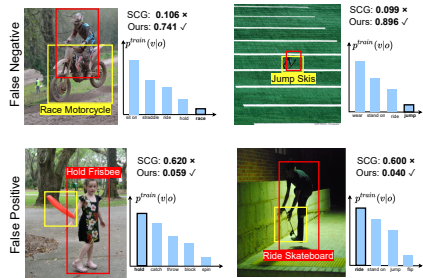 False Negative
SCG: 0.106 ×
Ours: 0.741 ✓
p^{train}(v|o)
sit on straddle ride hold race
Race Motorcycle
SCG: 0.099 ×
Ours: 0.896 ✓
p^{train}(v|o)
wear stand on ride jump
Jump Skis
False Positive
Hold Frisbee
SCG: 0.620 ×
Ours: 0.059 ✓
p^{train}(v|o)
hold catch throw block spin
SCG: 0.600 ×
Ours: 0.040 ✓
p^{train}(v|o)
ride stand on jump flip
Ride Skateboard